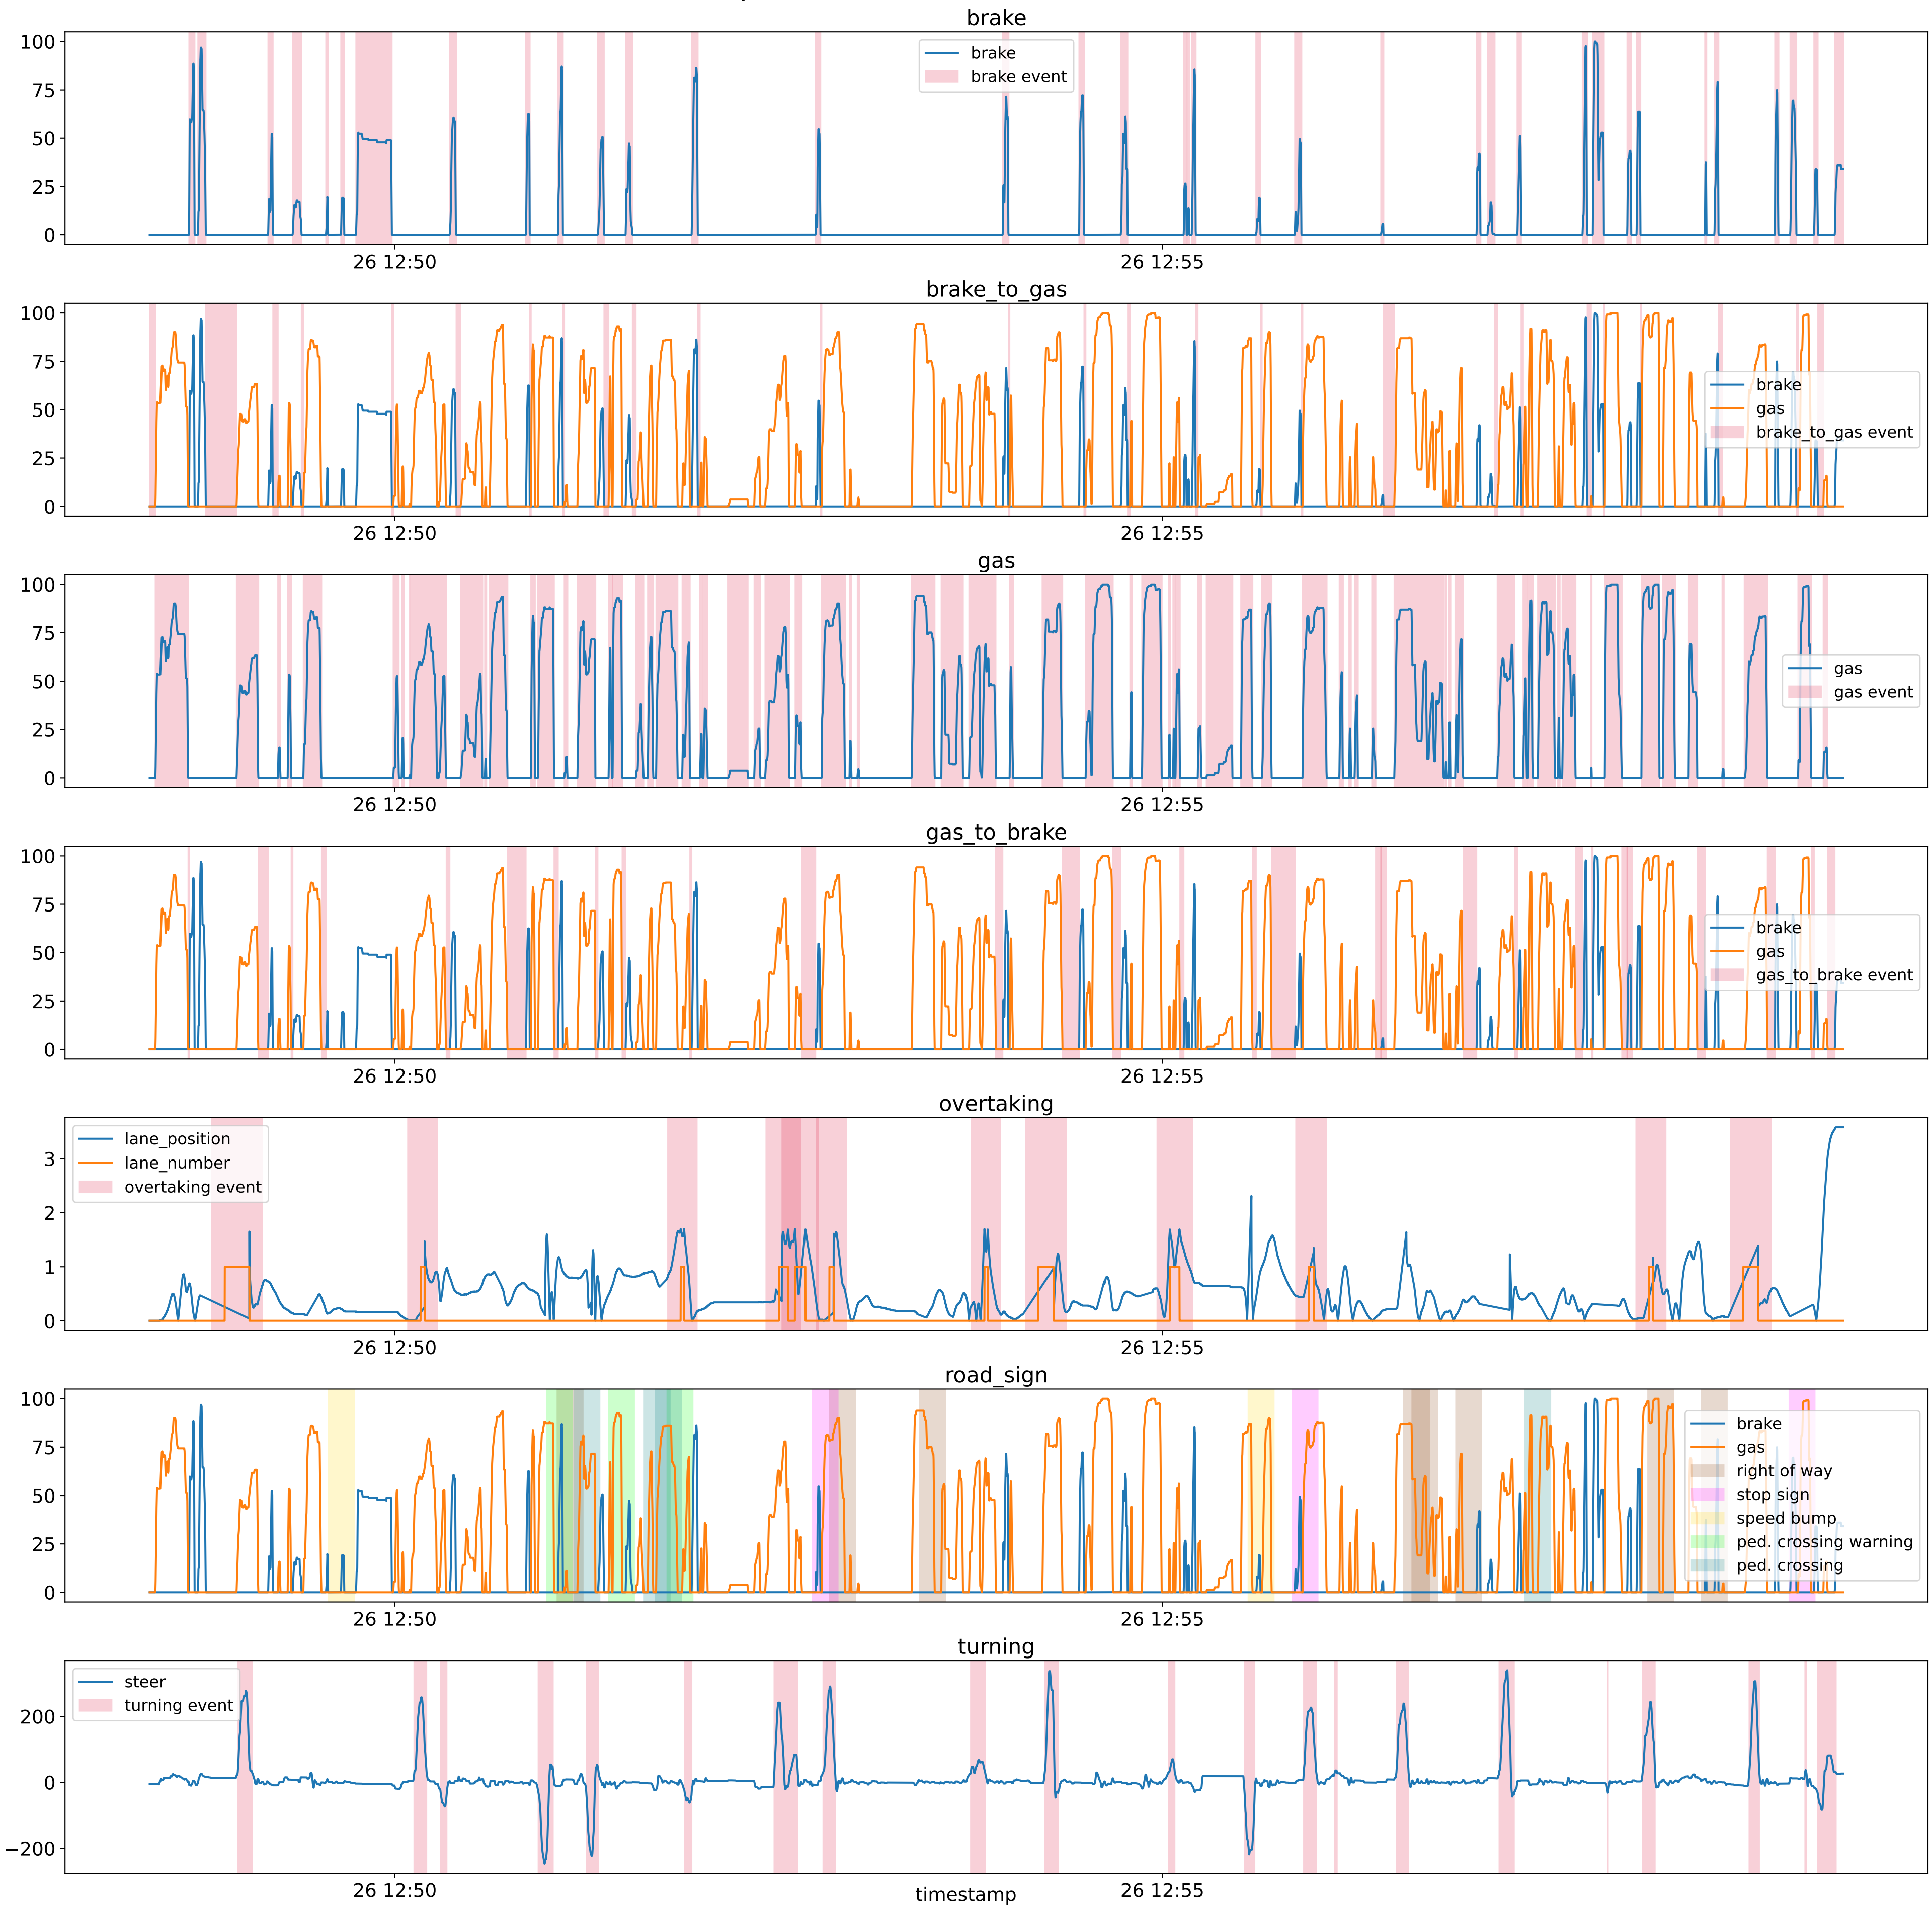 brake
100
75
50
25
0
brake
brake event
26 12:50
26 12:55
brake_to_gas
100
75
50
25
0
brake
gas
brake_to_gas event
26 12:50
26 12:55
gas
100
75
50
25
0
gas
gas event
26 12:50
26 12:55
gas_to_brake
100
75
50
25
0
brake
gas
gas_to_brake event
26 12:50
26 12:55
overtaking
3
2
1
0
lane_position
lane_number
overtaking event
26 12:50
26 12:55
road_sign
100
75
50
25
0
brake
gas
right of way
stop sign
speed bump
ped. crossing warning
ped. crossing
26 12:50
26 12:55
turning
200
0
−200
steer
turning event
26 12:50
26 12:55
timestamp